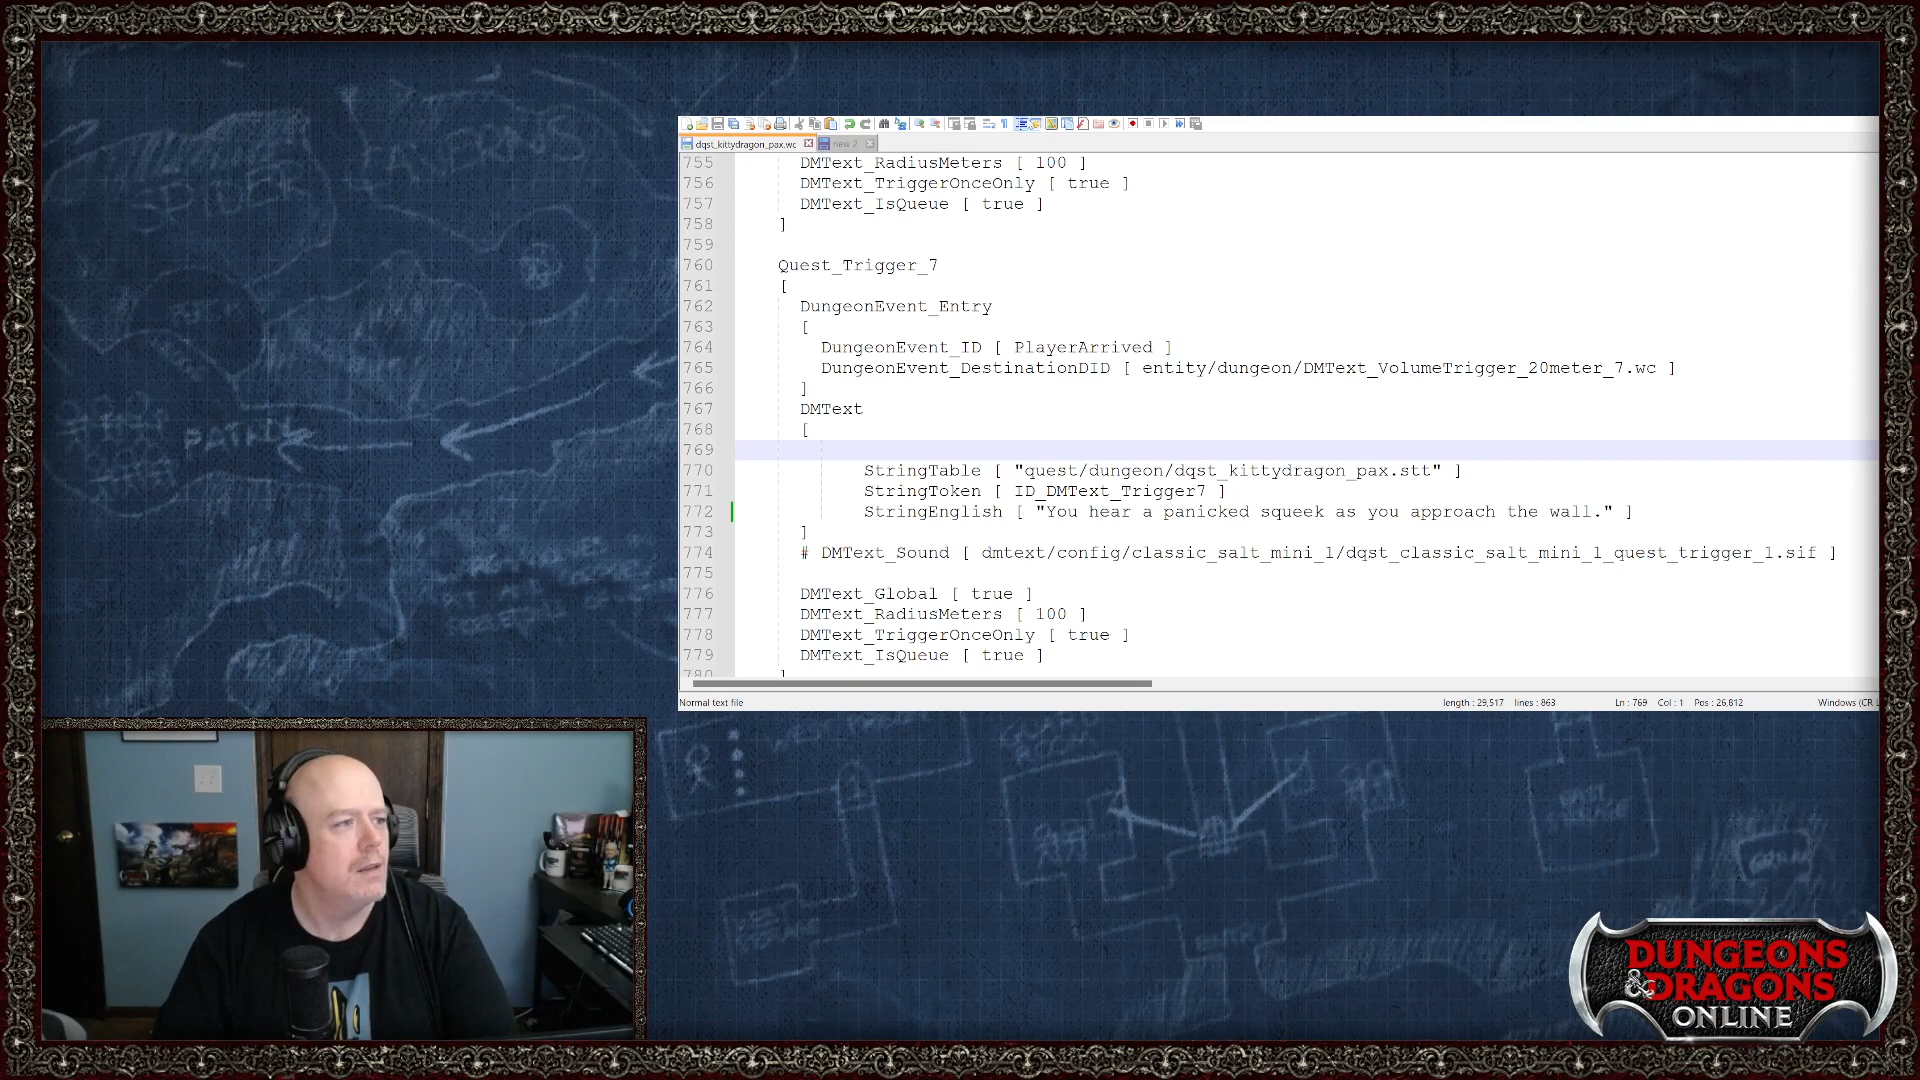 dqst_kittydragon_pax.wc
new 2
755 DMText_RadiusMeters [ 100 ]
756 DMText_TriggerOnceOnly [ true ]
757 DMText_IsQueue [ true ]
758 ]
759
760 Quest_Trigger_7
761 [
762 DungeonEvent_Entry
763 [
764 DungeonEvent_ID [ PlayerArrived ]
765 DungeonEvent_DestinationDID [ entity/dungeon/DMText_VolumeTrigger_20meter_7.wc ]
766 ]
767 DMText
768 [
769
770 StringTable [ "quest/dungeon/dqst_kittydragon_pax.stt" ]
771 StringToken [ ID_DMText_Trigger7 ]
772 StringEnglish [ "You hear a panicked squeek as you approach the wall." ]
773 ]
774 # DMText_Sound [ dmtext/config/classic_salt_mini_1/dqst_classic_salt_mini_1_quest_trigger_1.sif ]
775
776 DMText_Global [ true ]
777 DMText_RadiusMeters [ 100 ]
778 DMText_TriggerOnceOnly [ true ]
779 DMText_IsQueue [ true ]
780 ]
Normal text file
length : 29,517 lines : 863
Ln : 769 Col : 1 Pos : 26,812
Windows (CR
DUNGEONS
& DRAGONS
ONLINE